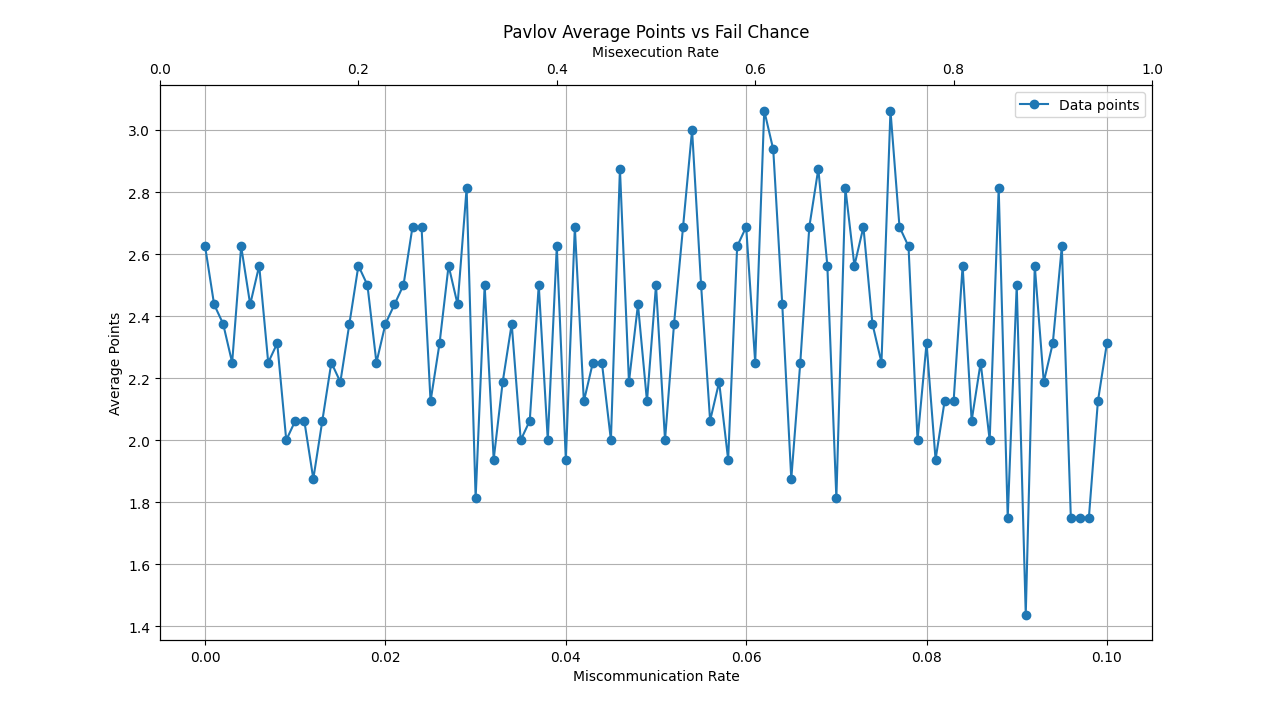 Pavlov Average Points vs Fail Chance
Misexecution Rate
0.0 0.2 0.4 0.6 0.8 1.0
Data points
3.0
2.8
2.6
2.4
2.2
2.0
1.8
1.6
1.4
Average Points
0.00 0.02 0.04 0.06 0.08 0.10
Miscommunication Rate